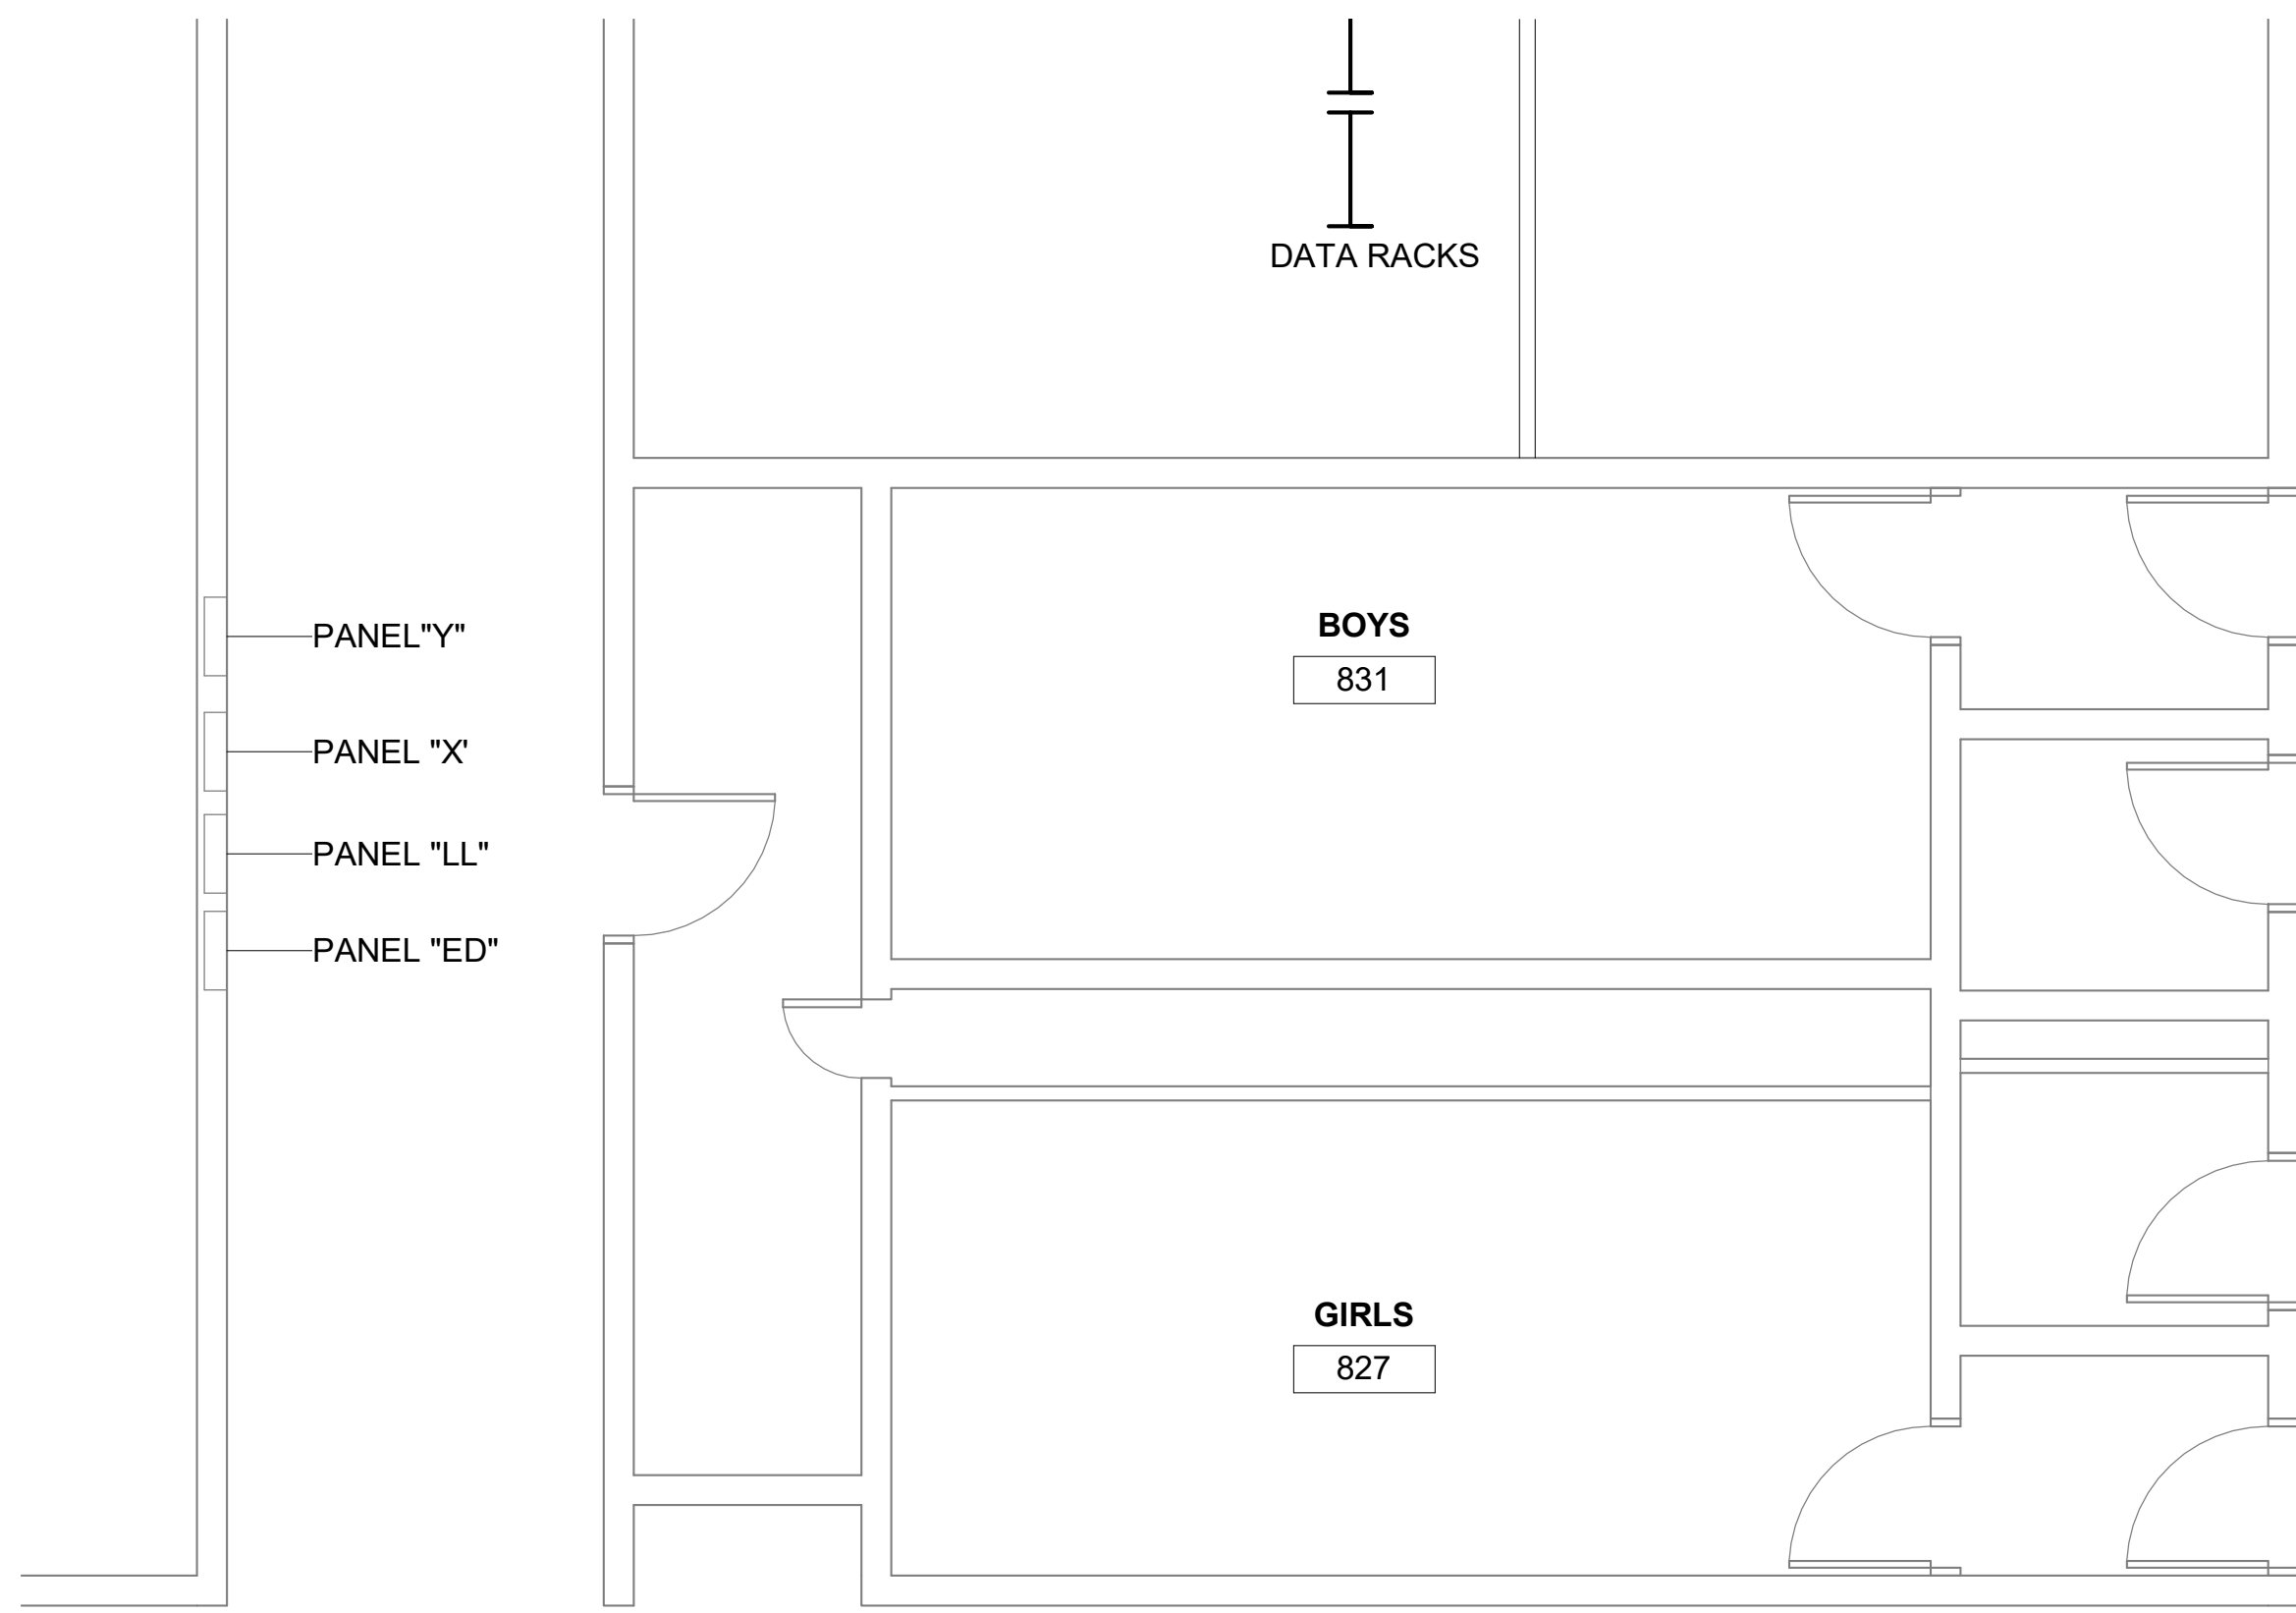 DATA RACKS
BOYS
831
PANEL"Y"
PANEL "X'
PANEL "LL"
PANEL "ED"
GIRLS
827